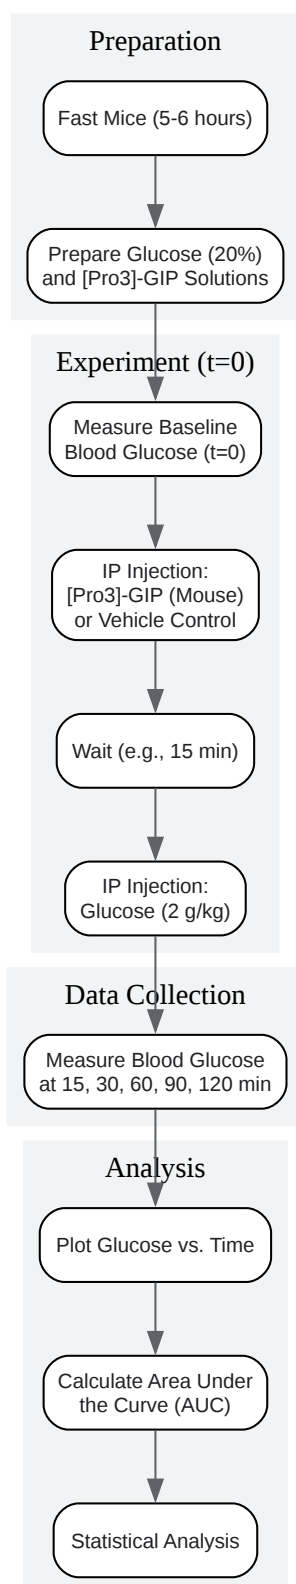 Preparation
Fast Mice (5-6 hours)
Prepare Glucose (20%)
and [Pro3]-GIP Solutions
Experiment (t=0)
Measure Baseline
Blood Glucose (t=0)
IP Injection:
[Pro3]-GIP (Mouse)
or Vehicle Control
Wait (e.g., 15 min)
IP Injection:
Glucose (2 g/kg)
Data Collection
Measure Blood Glucose
at 15, 30, 60, 90, 120 min
Analysis
Plot Glucose vs. Time
Calculate Area Under
the Curve (AUC)
Statistical Analysis